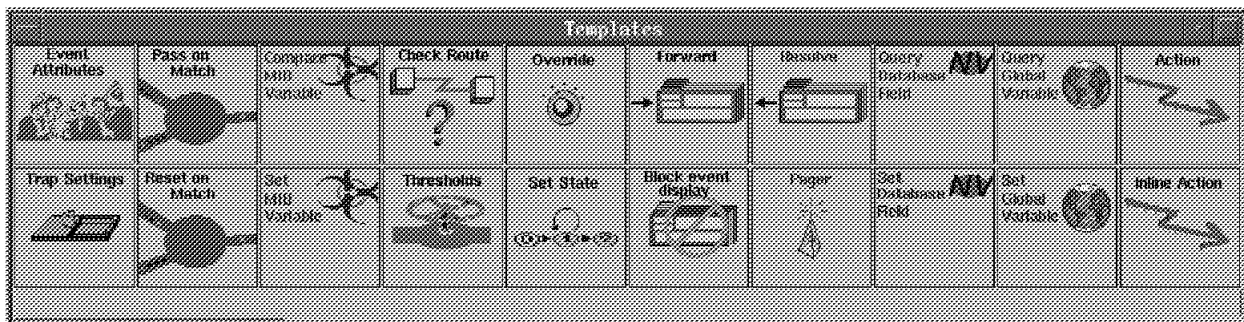 Templates
Event
Attributes
Pass on
Match
Compare
MIB
Variable
Check Route
?
Override
Forward
Resolve
Query
Database
Field
NV
Query
Global
Variable
Action
Trap Settings
Reset on
Match
Set
MIB
Variable
Thresholds
Set State
Block event
display
Pager
Set
Database
Field
NV
Set
Global
Variable
Inline Action